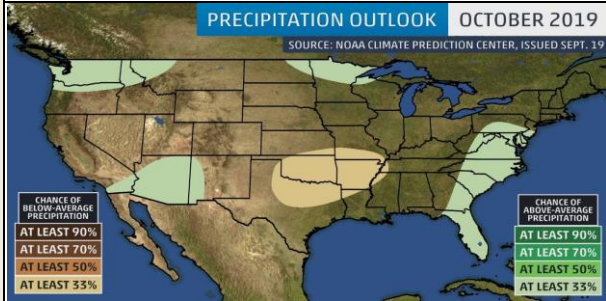 PRECIPITATION OUTLOOK OCTOBER 2019
SOURCE: NOAA CLIMATE PREDICTION CENTER, ISSUED SEPT. 19
CHANCE OF
BELOW-AVERAGE
PRECIPITATION
AT LEAST 90%
AT LEAST 70%
AT LEAST 50%
AT LEAST 33%
CHANCE OF
ABOVE-AVERAGE
PRECIPITATION
AT LEAST 90%
AT LEAST 70%
AT LEAST 50%
AT LEAST 33%